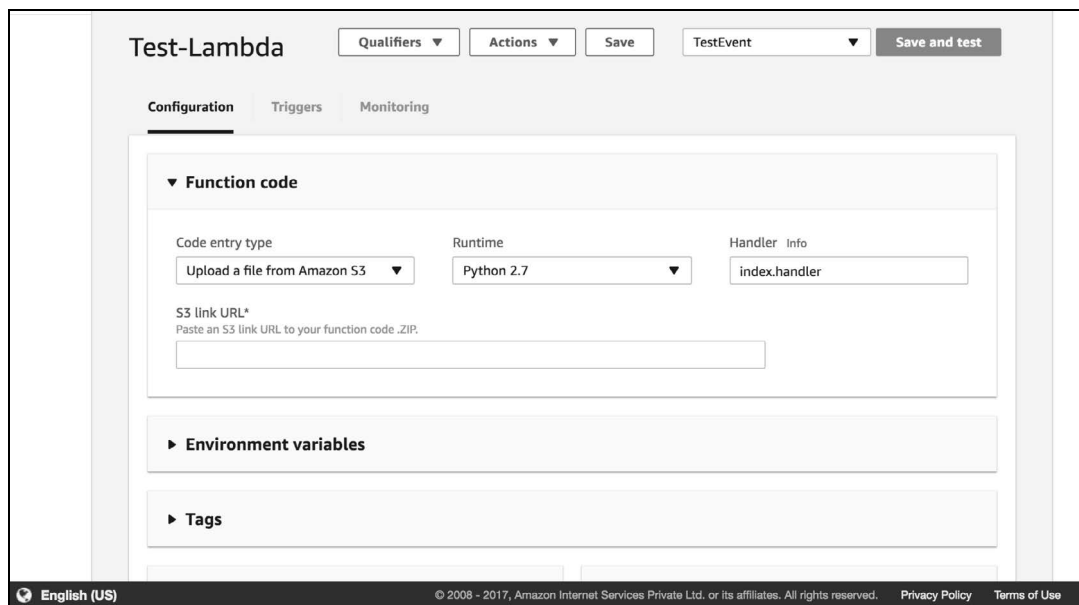 Test-Lambda Qualifiers Actions Save TestEvent Save and test
Configuration Triggers Monitoring
Function code
Code entry type Runtime Handler Info
Upload a file from Amazon S3 Python 2.7 index.handler
S3 link URL*
Paste an S3 link URL to your function code .ZIP.
Environment variables
Tags
English (US) © 2008 - 2017, Amazon Internet Services Private Ltd. or its affiliates. All rights reserved. Privacy Policy Terms of Use